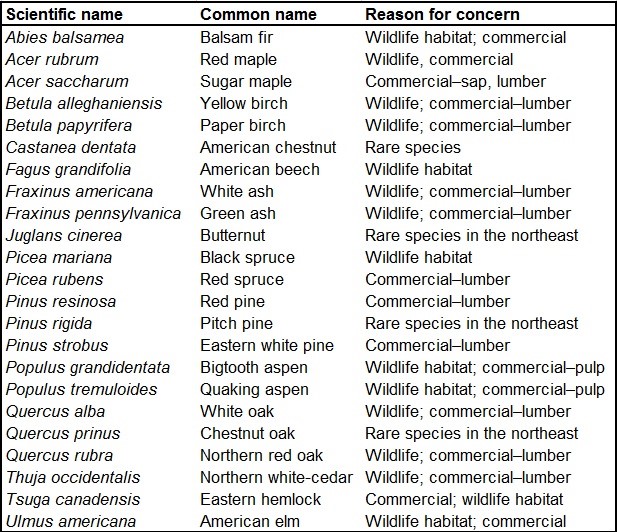 Scientific name Common name Reason for concern
Abies balsamea Balsam fir Wildlife habitat; commercial
Acer rubrum Red maple Wildlife, commercial
Acer saccharum Sugar maple Commercial–sap, lumber
Betula alleghaniensis Yellow birch Wildlife; commercial–lumber
Betula papyrifera Paper birch Wildlife; commercial–lumber
Castanea dentata American chestnut Rare species
Fagus grandifolia American beech Wildlife habitat
Fraxinus americana White ash Wildlife; commercial–lumber
Fraxinus pennsylvanica Green ash Wildlife; commercial–lumber
Juglans cinerea Butternut Rare species in the northeast
Picea mariana Black spruce Wildlife habitat
Picea rubens Red spruce Commercial–lumber
Pinus resinosa Red pine Commercial–lumber
Pinus rigida Pitch pine Rare species in the northeast
Pinus strobus Eastern white pine Commercial–lumber
Populus grandidentata Bigtooth aspen Wildlife habitat; commercial–pulp
Populus tremuloides Quaking aspen Wildlife habitat; commercial–pulp
Quercus alba White oak Wildlife; commercial–lumber
Quercus prinus Chestnut oak Rare species in the northeast
Quercus rubra Northern red oak Wildlife; commercial–lumber
Thuja occidentalis Northern white-cedar Wildlife; commercial–lumber
Tsuga canadensis Eastern hemlock Commercial; wildlife habitat
Ulmus americana American elm Wildlife habitat; commercial